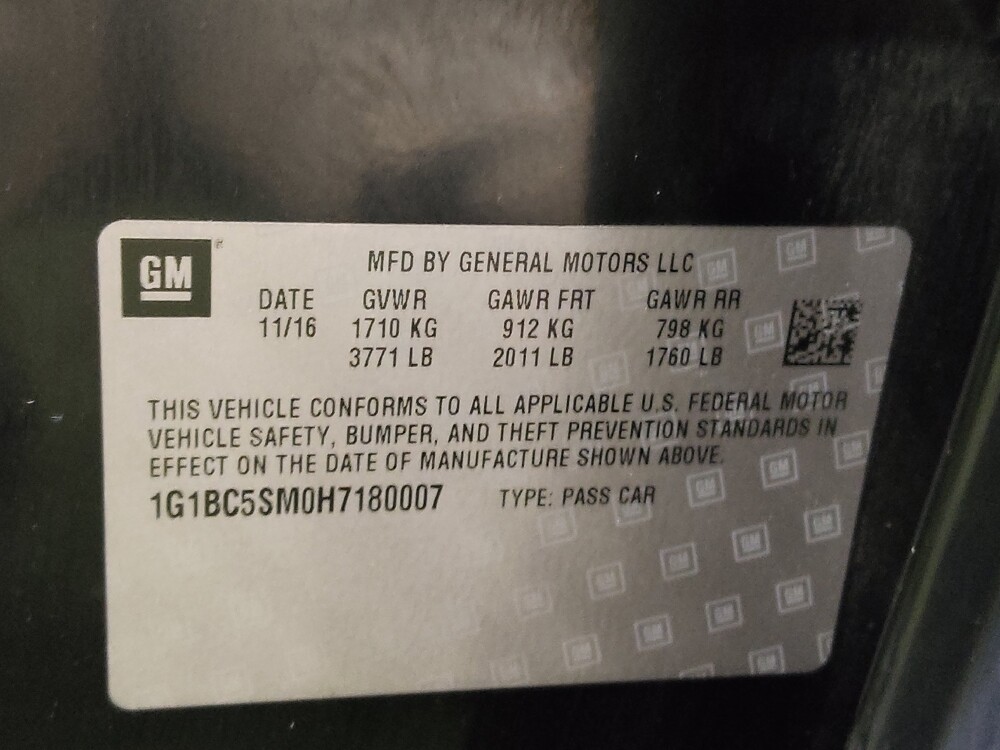 GM
MFD BY GENERAL MOTORS LLC
DATE GVWR GAWR FRT GAWR RR
11/16 1710 KG 912 KG 798 KG
3771 LB 2011 LB 1760 LB
THIS VEHICLE CONFORMS TO ALL APPLICABLE U.S. FEDERAL MOTOR
VEHICLE SAFETY, BUMPER, AND THEFT PREVENTION STANDARDS IN
EFFECT ON THE DATE OF MANUFACTURE SHOWN ABOVE.
1G1BC5SM0H7180007 TYPE: PASS CAR